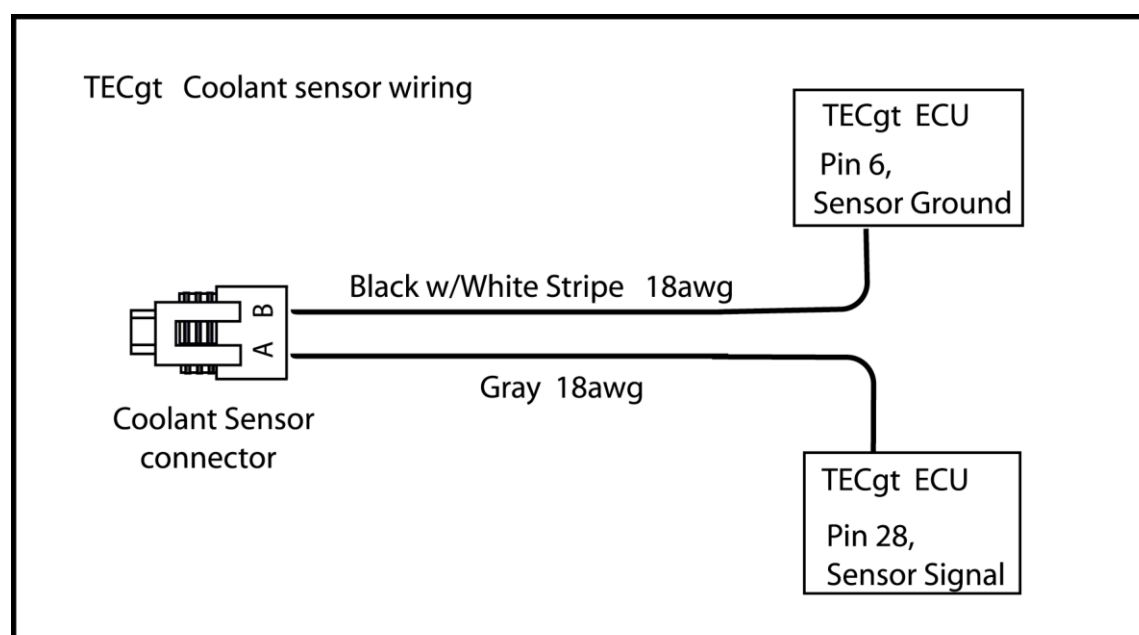 TECgt Coolant sensor wiring
TECgt ECU
Pin 6,
Sensor Ground
Black w/White Stripe 18awg
B
A
Gray 18awg
Coolant Sensor
connector
TECgt ECU
Pin 28,
Sensor Signal